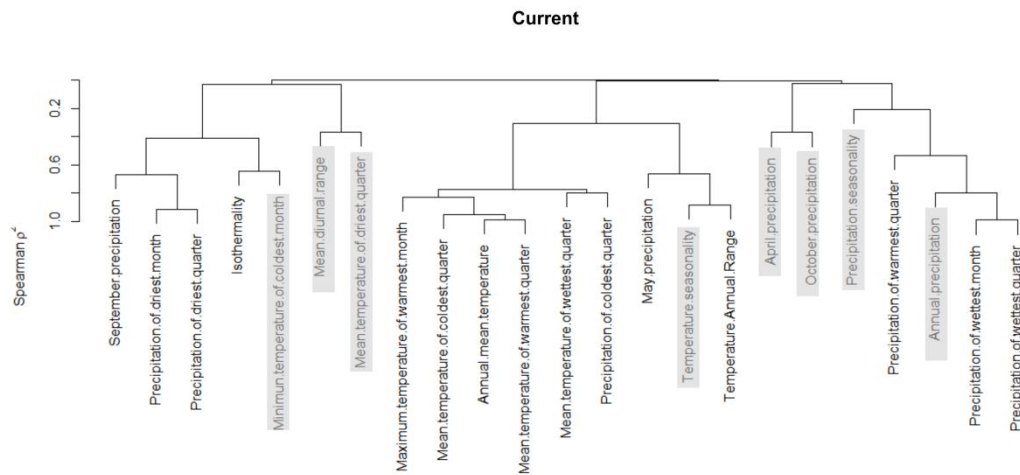 Current
0.2
0.6
1.0
Spearman ρ²
September.precipitation
Precipitation.of.driest.month
Precipitation.of.driest.quarter
Isothermality
Minimun.temperature.of.coldest.month
Mean.diurnal.range
Mean.temperature.of.driest.quarter
Maximum.temperature.of.warmest.month
Mean.temperature.of.coldest.quarter
Annual.mean.temperature
Mean.temperature.of.warmest.quarter
Mean.temperature.of.wettest.quarter
Precipitation.of.coldest.quarter
May.precipitation
Temperature.seasonality
Temperature.Annual.Range
April.precipitation
October.precipitation
Precipitation.seasonality
Precipitation.of.warmest.quarter
Annual.precipitation
Precipitation.of.wettest.month
Precipitation.of.wettest.quarter